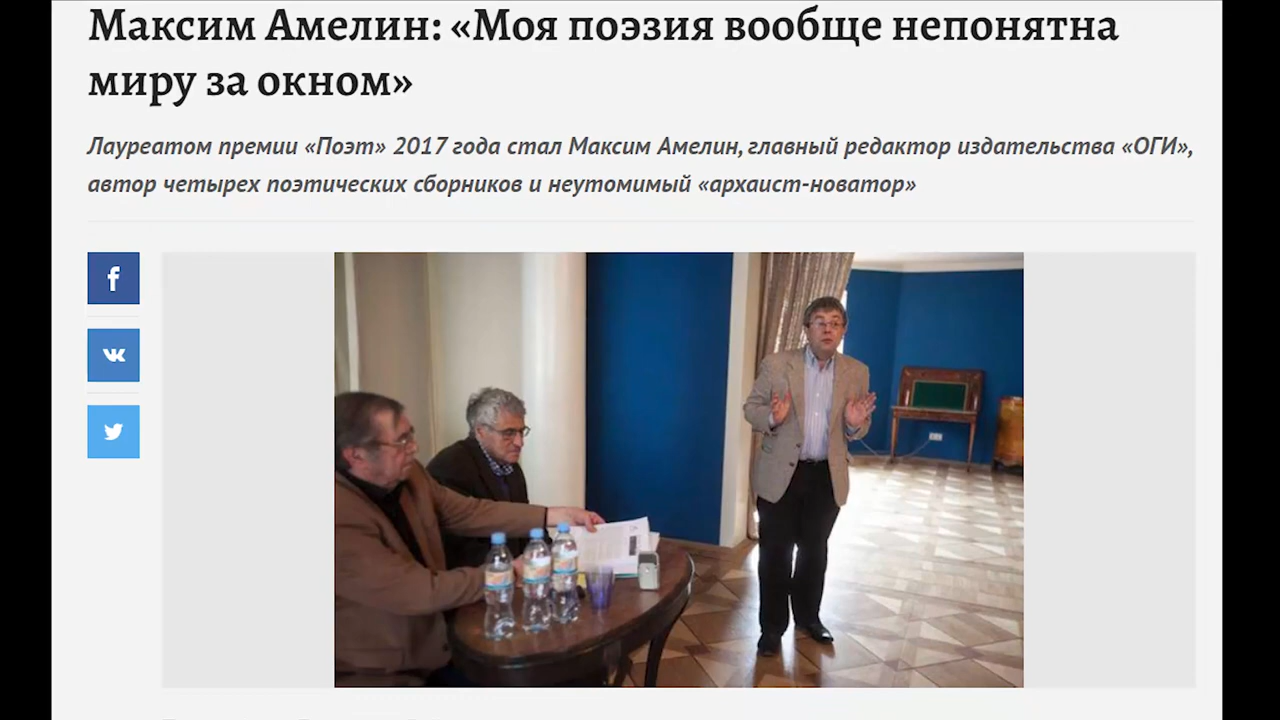 Максим Амелин: «Моя поэзия вообще непонятна
миру за окном»
Лауреатом премии «Поэт» 2017 года стал Максим Амелин, главный редактор издательства «ОГИ»,
автор четырех поэтических сборников и неутомимый «архаист-новатор»